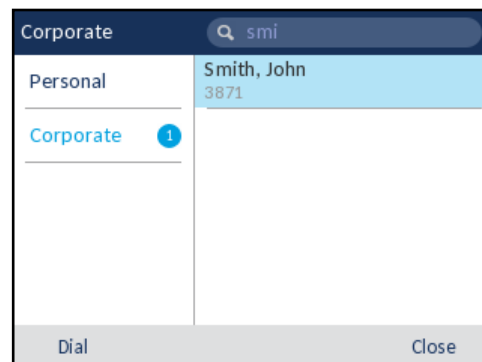 Corporate
smi
Personal
Corporate 1
Smith, John
3871
Dial
Close